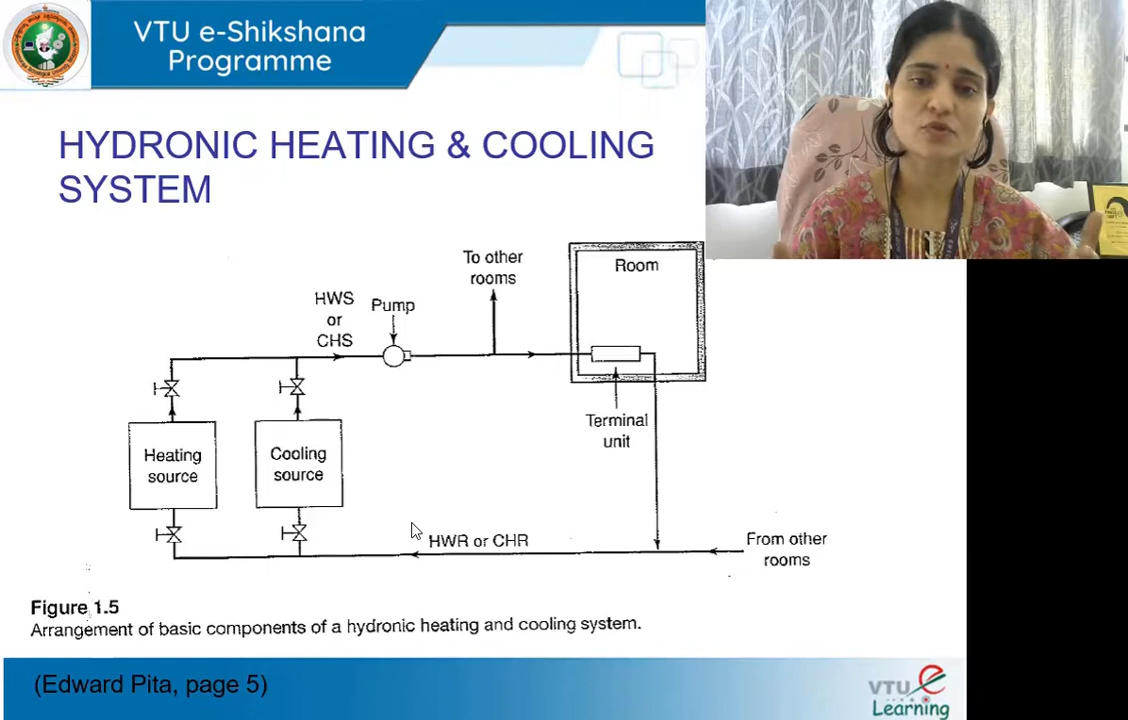 VTU e-Shikshana
Programme
HYDRONIC HEATING & COOLING
SYSTEM
To other
rooms
Room
HWS
or
CHS
Pump
Terminal
unit
Heating
source
Cooling
source
HWR or CHR
From other
rooms
Figure 1.5
Arrangement of basic components of a hydronic heating and cooling system.
(Edward Pita, page 5)
VTU
Learning